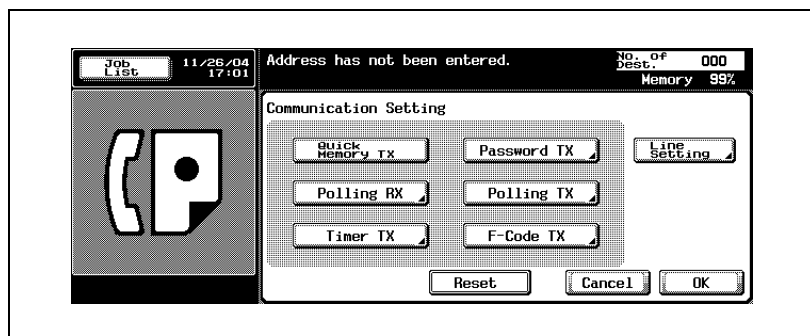 Job List
11/26/04
17:01
Address has not been entered.
No. of Dest. 000
Memory 99%
Communication Setting
Quick Memory TX
Password TX
Line Setting
Polling RX
Polling TX
Timer TX
F-Code TX
Reset
Cancel
OK